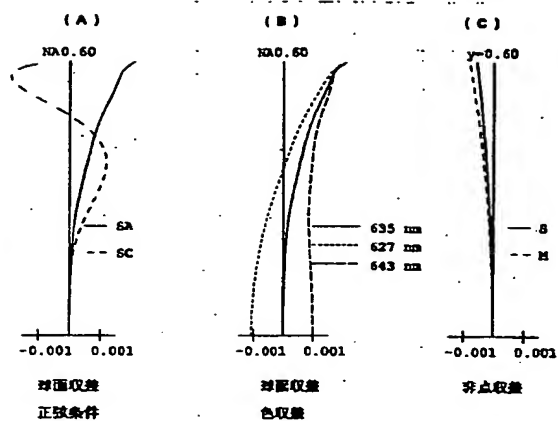 (A)
(B)
(C)
NA0.60
NA0.60
y=0.60
SA
SC
635 nm
627 nm
643 nm
S
M
-0.001 0.001
-0.001 0.001
-0.001 0.001
球面収差
正弦条件
球面収差
色収差
非点収差